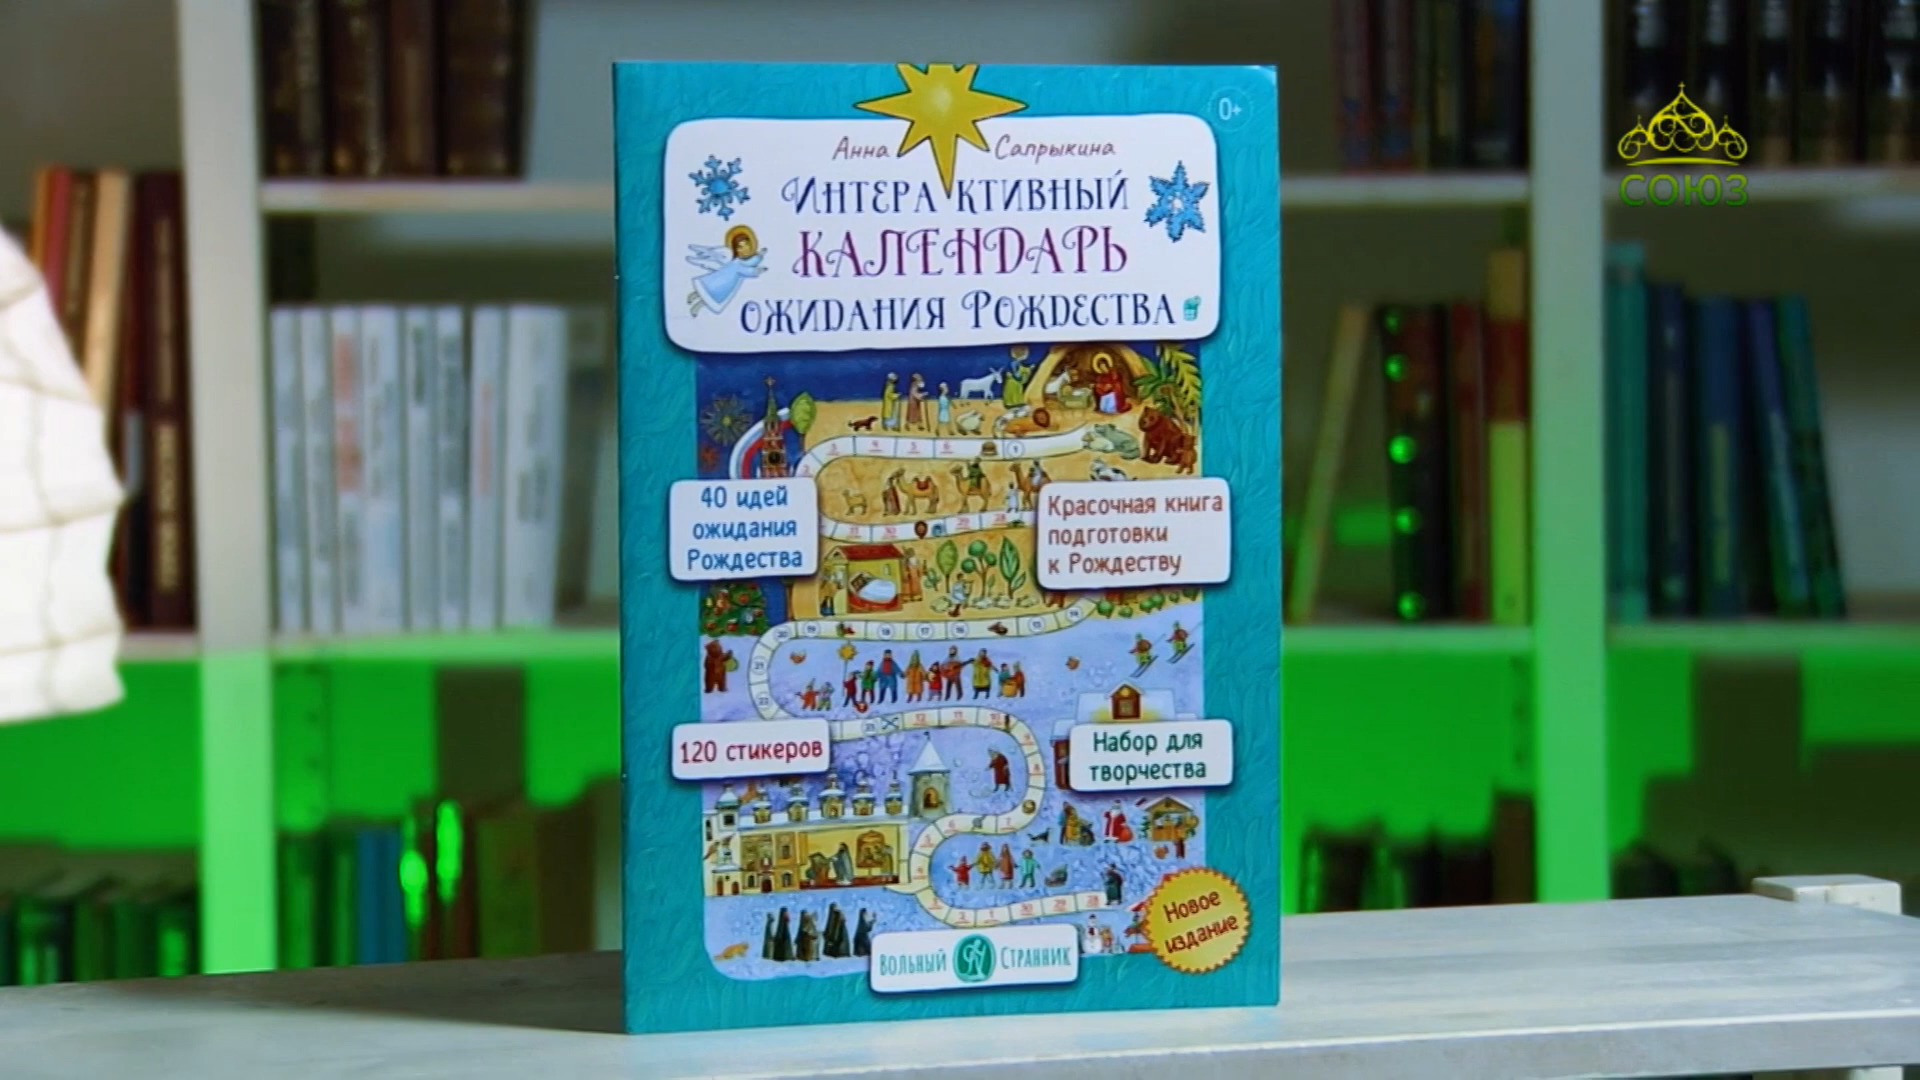 СОЮЗ
0+
Анна Сапрыкина
Интерактивный
КАЛЕНДАРЬ
ожидания Рождества
40 идей
ожидания
Рождества
Красочная книга
подготовки
к Рождеству
120 стикеров
Набор для
творчества
Новое
издание
Вольный Странник